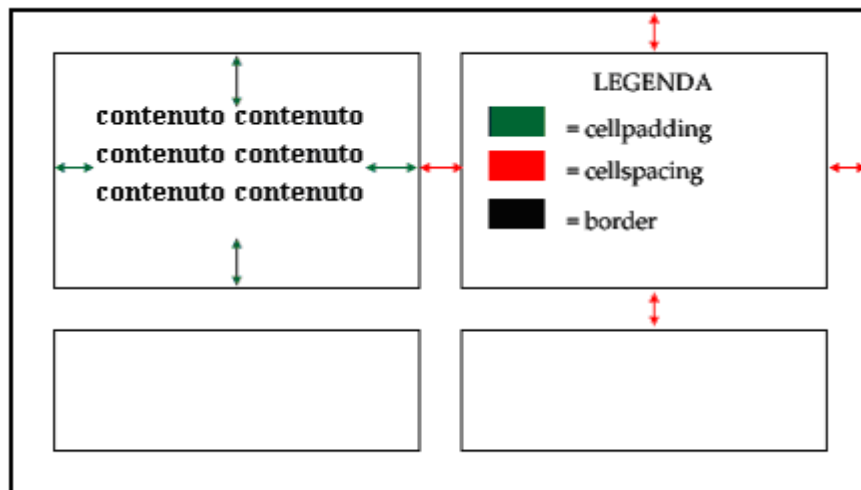 contenuto contenuto
contenuto contenuto
contenuto contenuto
LEGENDA
= cellpadding
= cellspacing
= border